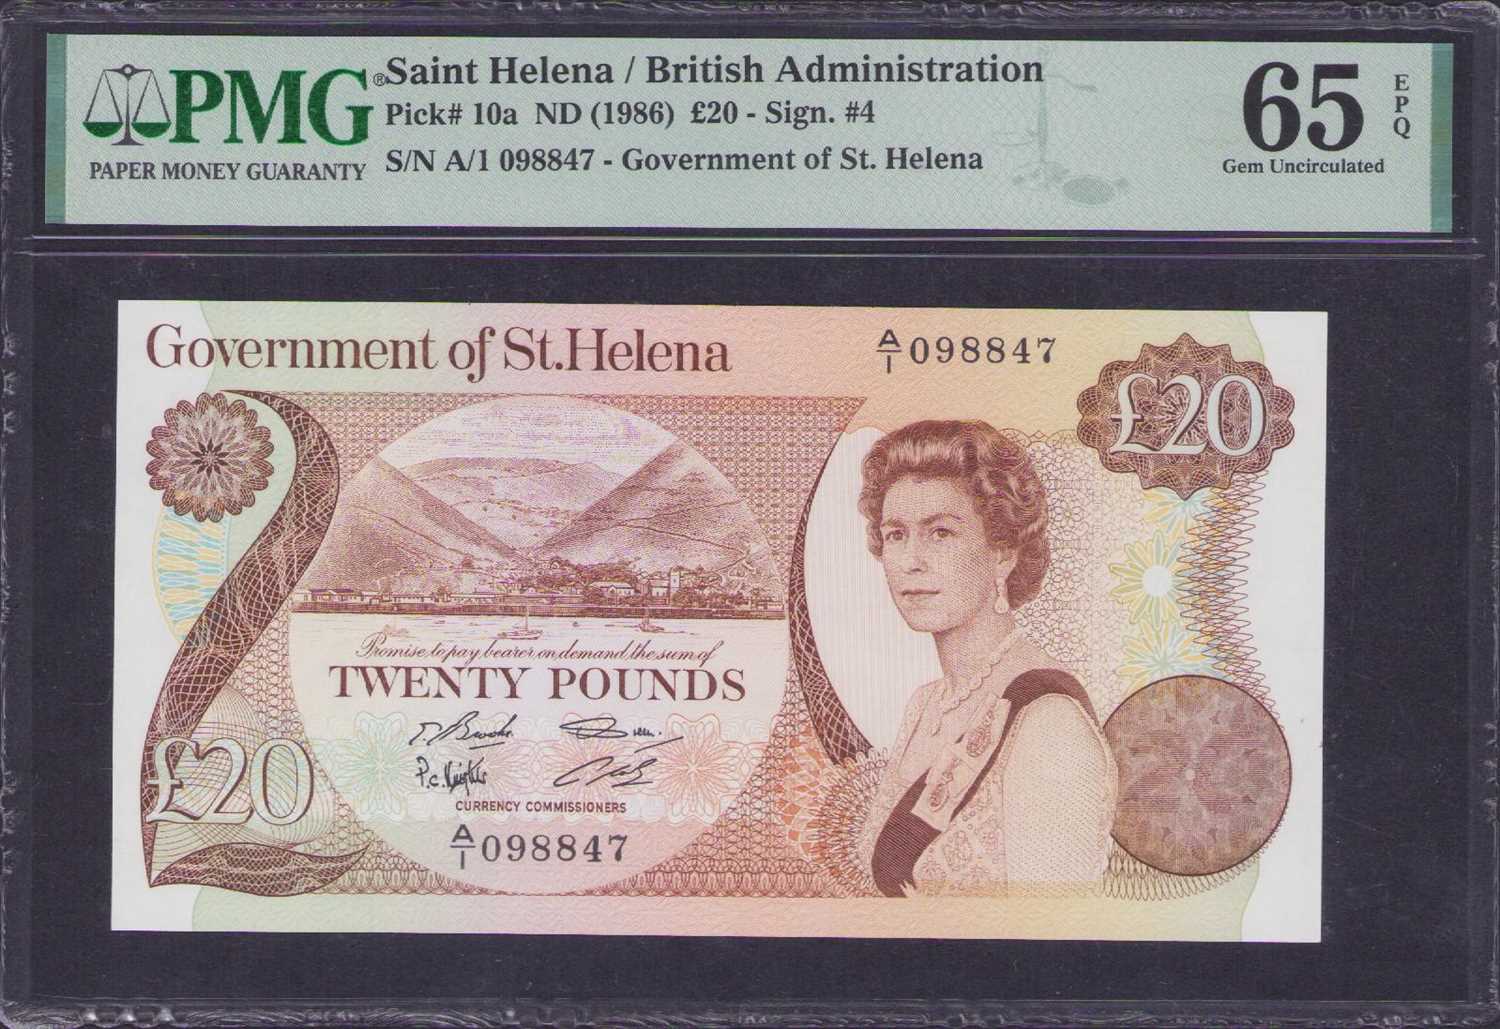 PMG®
PAPER MONEY GUARANTY
Saint Helena / British Administration
Pick# 10a ND (1986) £20 - Sign. #4
S/N A/1 098847 - Government of St. Helena
65
EPQ
Gem Uncirculated
Government of St.Helena
A/1 098847
£20
Promise to pay bearer on demand the sum of
TWENTY POUNDS
£20
CURRENCY COMMISSIONERS
A/1 098847